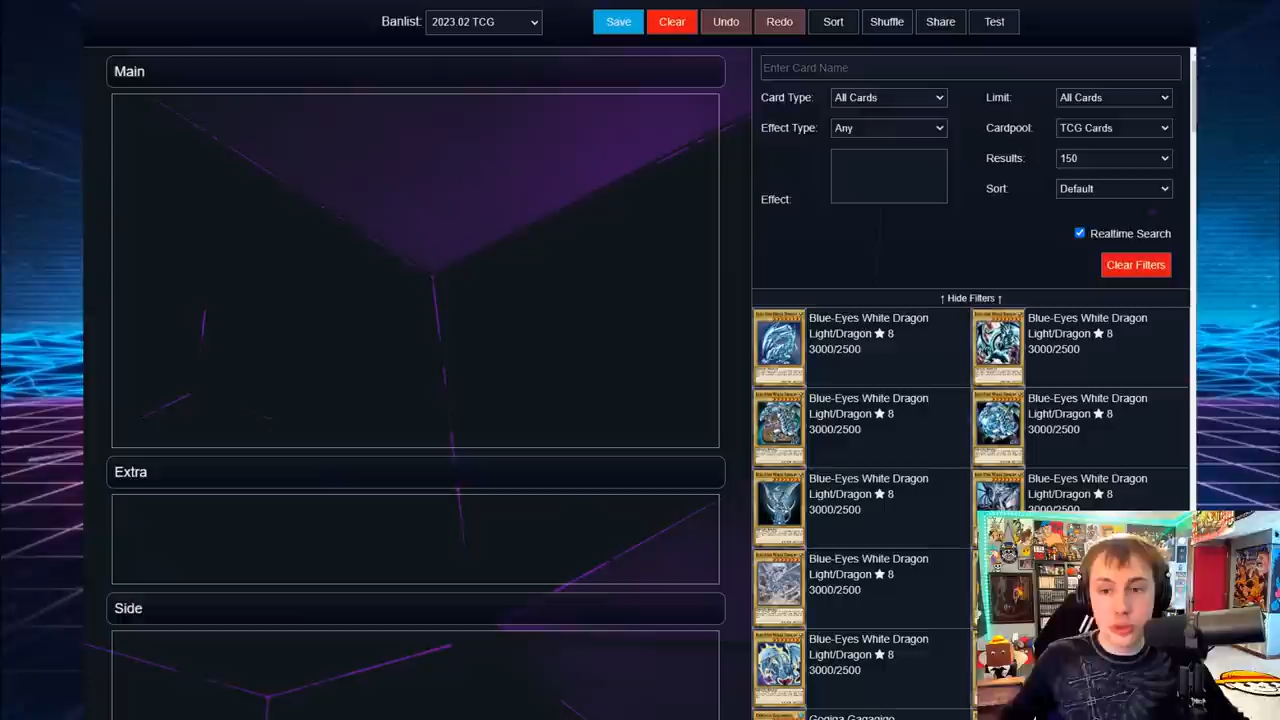 Banlist: 2023.02 TCG Save Clear Undo Redo Sort Shuffle Share Test
Main
Extra
Side
Enter Card Name
Card Type: All Cards Limit: All Cards
Effect Type: Any Cardpool: TCG Cards
Results: 150
Effect: Sort: Default
Realtime Search
Clear Filters
↑ Hide Filters ↑
Blue-Eyes White Dragon
Light/Dragon ★ 8
3000/2500
Blue-Eyes White Dragon
Light/Dragon ★ 8
3000/2500
Blue-Eyes White Dragon
Light/Dragon ★ 8
3000/2500
Blue-Eyes White Dragon
Light/Dragon ★ 8
3000/2500
Blue-Eyes White Dragon
Light/Dragon ★ 8
3000/2500
Blue-Eyes White Dragon
Light/Dragon ★ 8
3000/2500
Blue-Eyes White Dragon
Light/Dragon ★ 8
3000/2500
Blue-Eyes White Dragon
Light/Dragon ★ 8
3000/2500
Gogiga Gagagigo